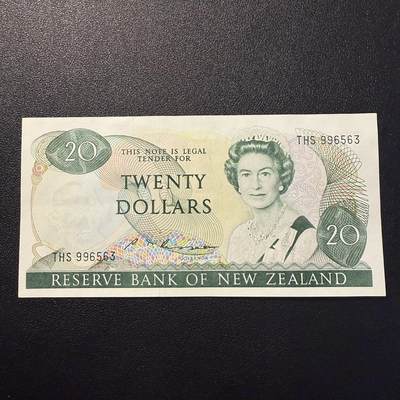 20
THIS NOTE IS LEGAL
TENDER FOR
THS 996563
TWENTY
DOLLARS
20
THS 996563
RESERVE BANK OF NEW ZEALAND